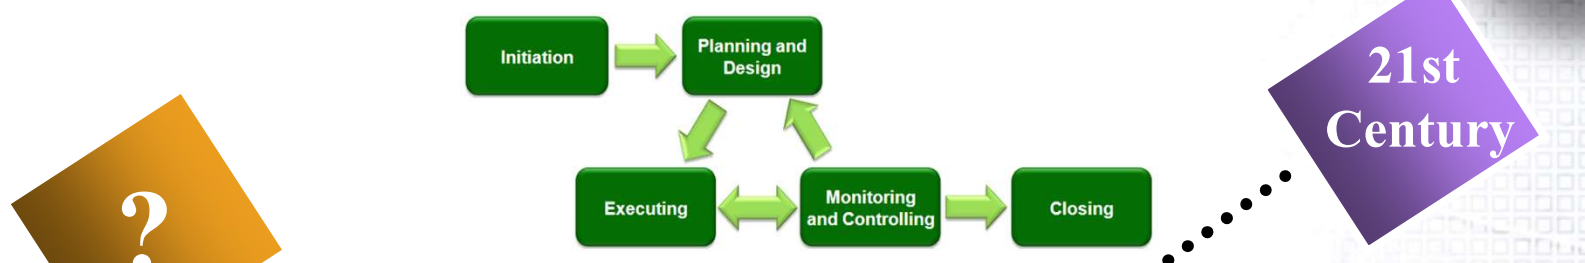 Initiation
Planning and
Design
21st
Century
?
Executing
Monitoring
and Controlling
Closing